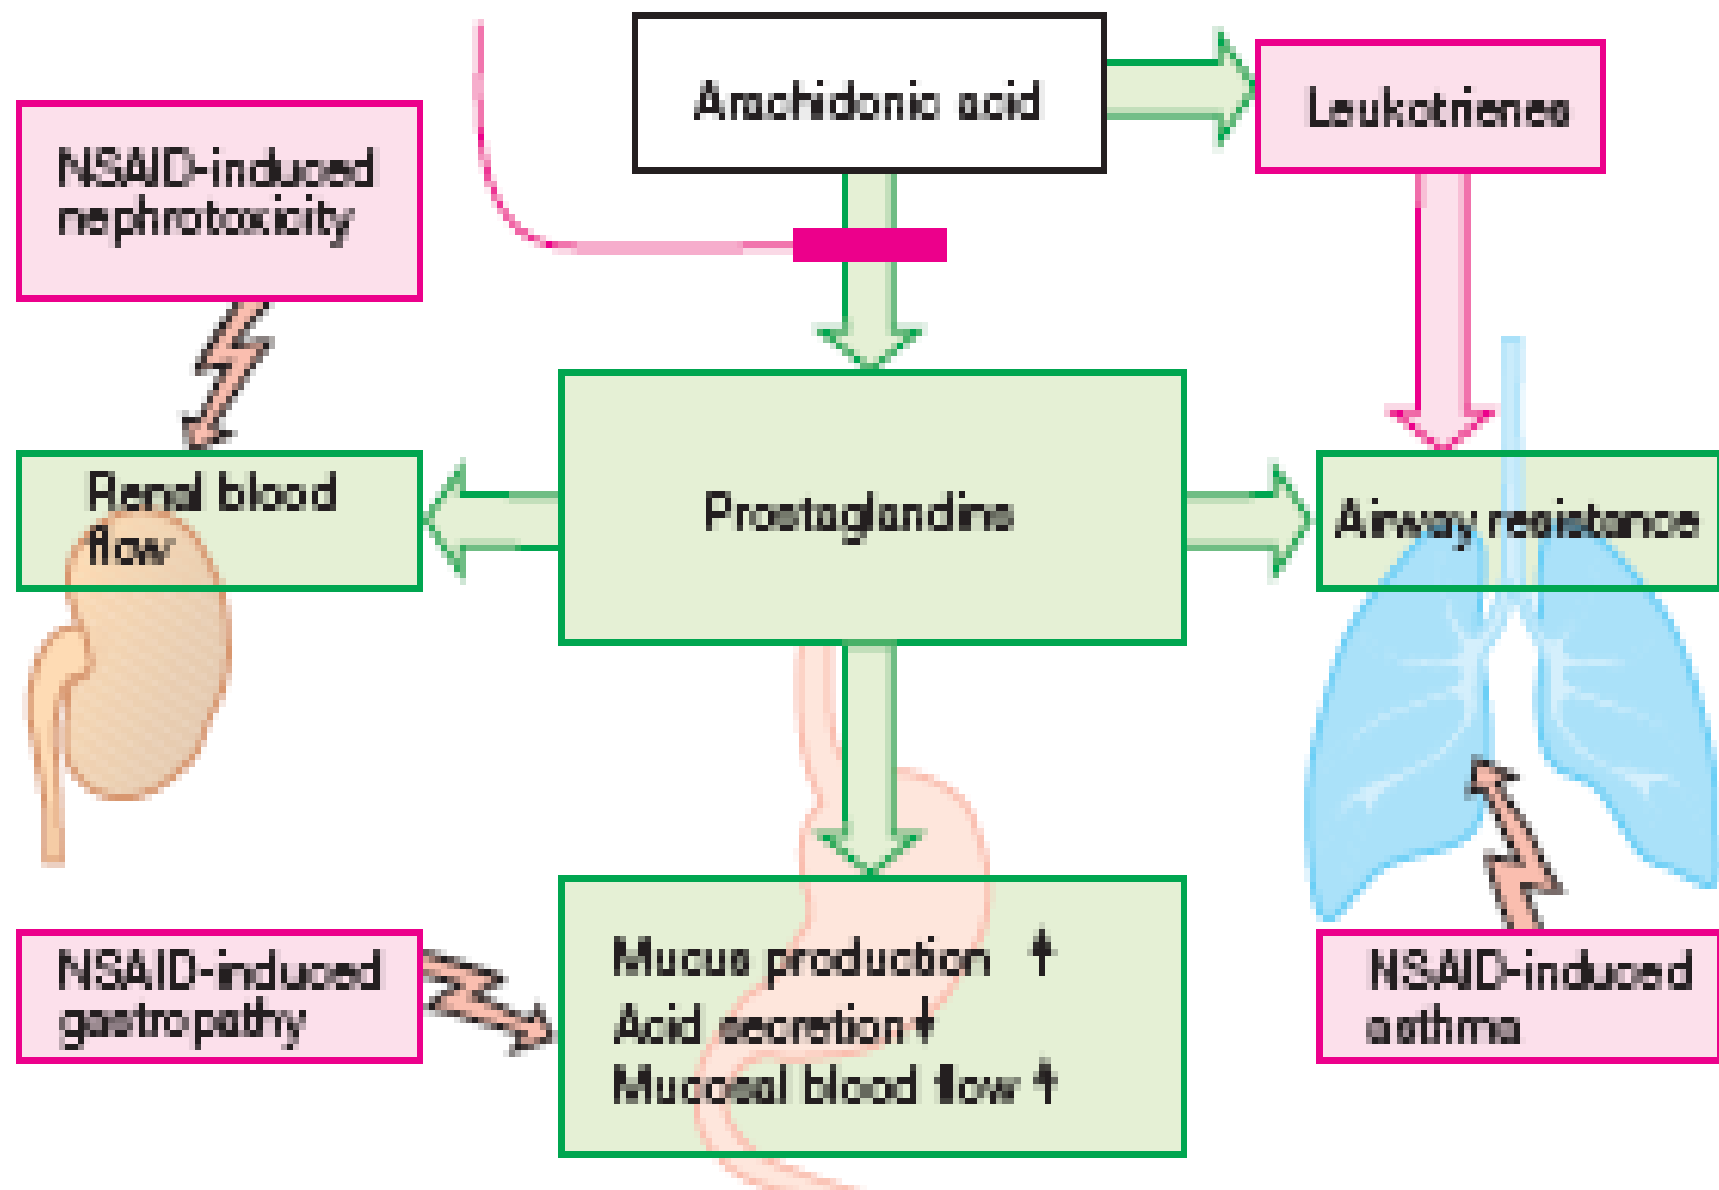 Arachidonic acid
Leukotrienes
NSAID-induced
nephrotoxicity
Renal blood
flow
Prostaglandins
Airway resistance
NSAID-induced
gastropathy
Mucus production ↑
Acid secretion ↓
Mucosal blood flow ↑
NSAID-induced
asthma